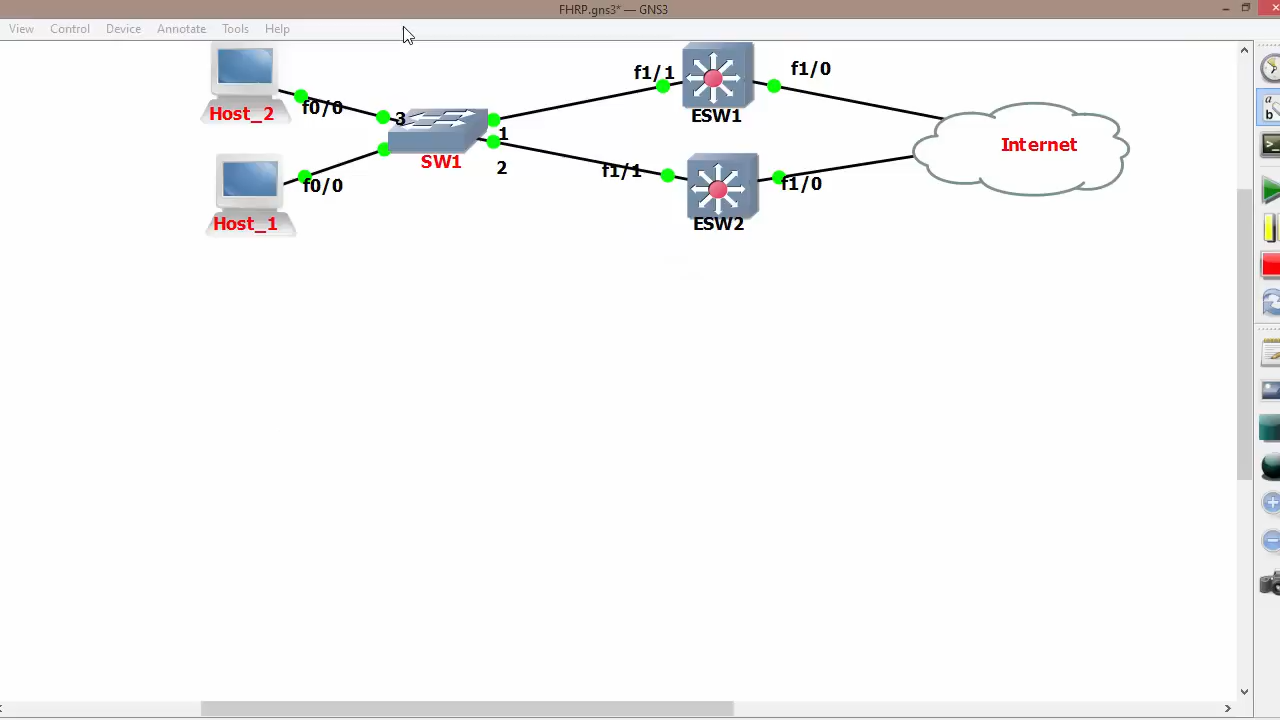 FHRP.gns3* — GNS3
View Control Device Annotate Tools Help
f1/1 f1/0
Host_2 f0/0 3 ESW1
1 Internet
SW1
2 f1/1
f0/0 f1/0
Host_1 ESW2
a
b
>_